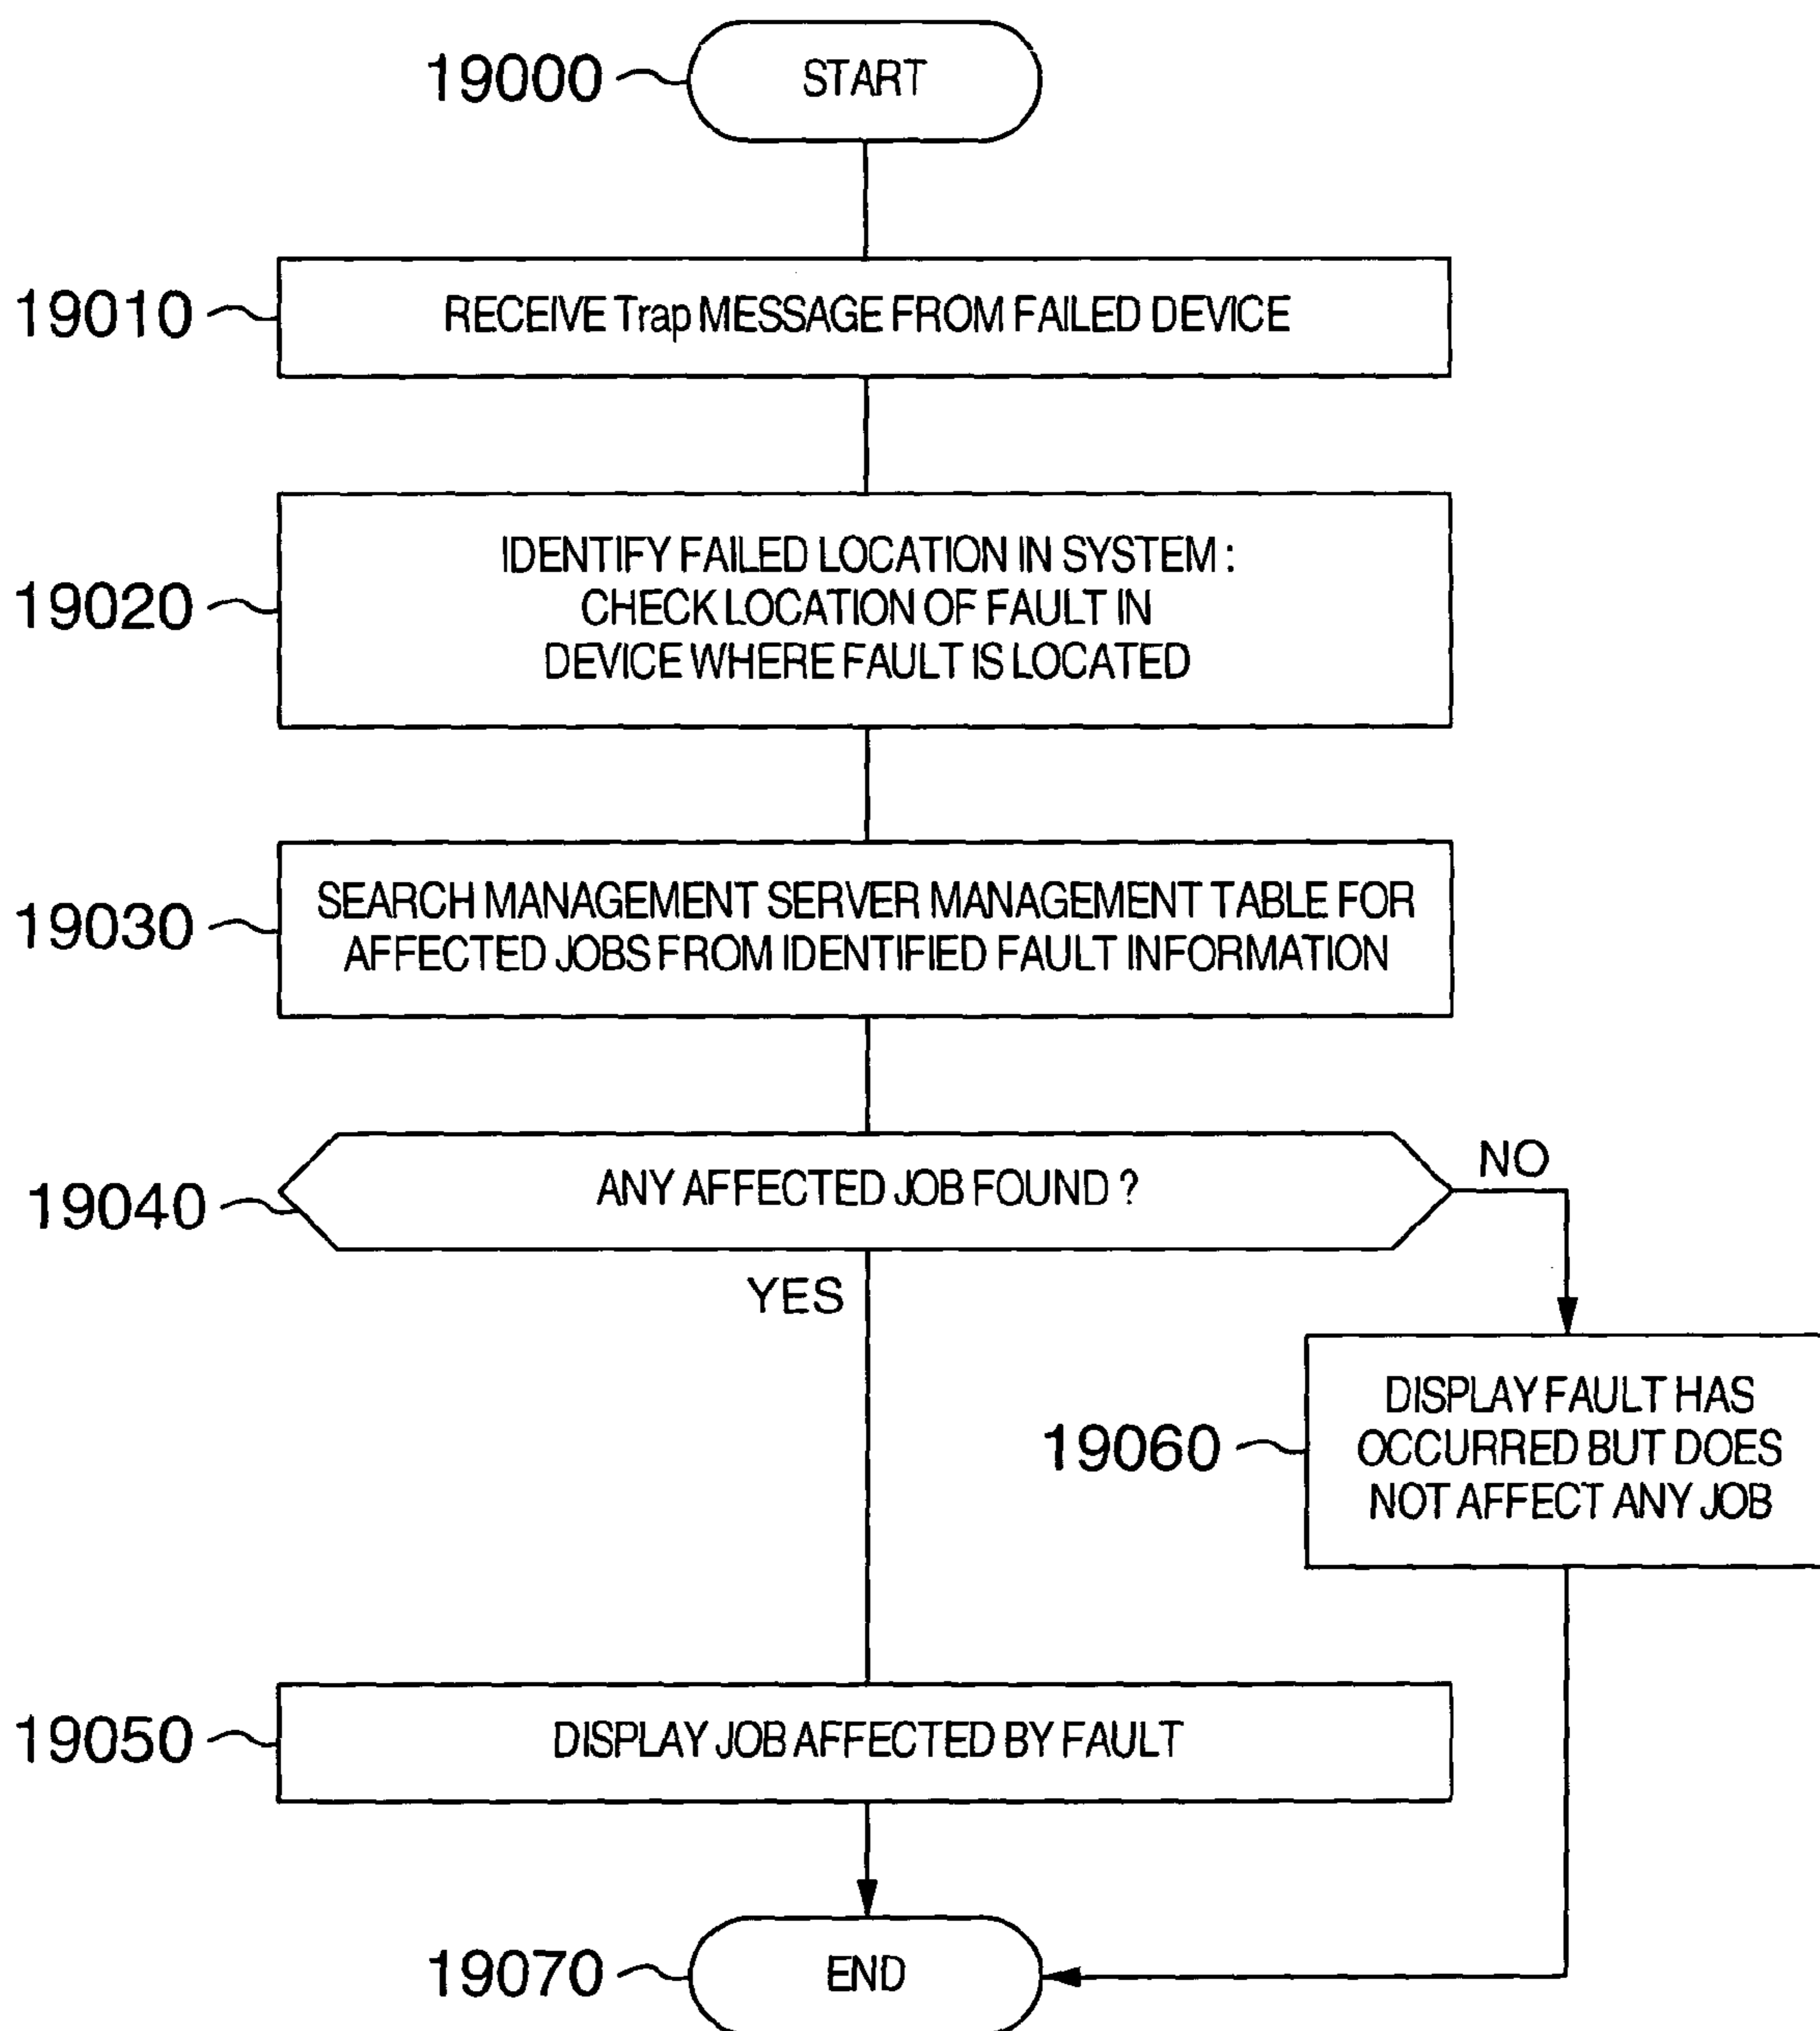 19000
START
19010
RECEIVE Trap MESSAGE FROM FAILED DEVICE
19020
IDENTIFY FAILED LOCATION IN SYSTEM :
CHECK LOCATION OF FAULT IN
DEVICE WHERE FAULT IS LOCATED
19030
SEARCH MANAGEMENT SERVER MANAGEMENT TABLE FOR
AFFECTED JOBS FROM IDENTIFIED FAULT INFORMATION
19040
ANY AFFECTED JOB FOUND ?
NO
YES
19060
DISPLAY FAULT HAS
OCCURRED BUT DOES
NOT AFFECT ANY JOB
19050
DISPLAY JOB AFFECTED BY FAULT
19070
END